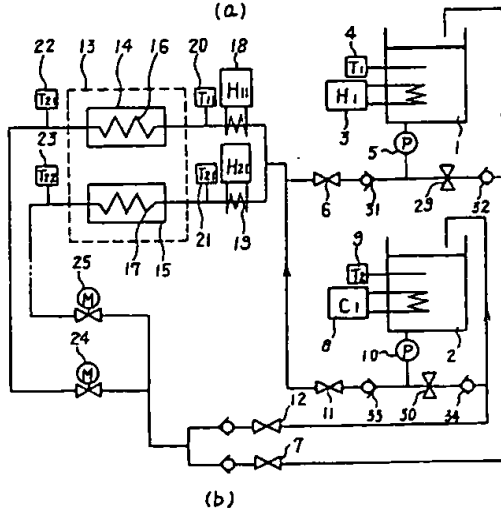 (a)
22 13 14 16 20 18 4
T21 T11 H11 T1
H1
23 3
5 P 1
T22 T21 H21
6 31 29 32
21 19
17 15 9
T2
25 C1
M 8 2
24 10 P
M 12
11 33 30 34
7
(b)